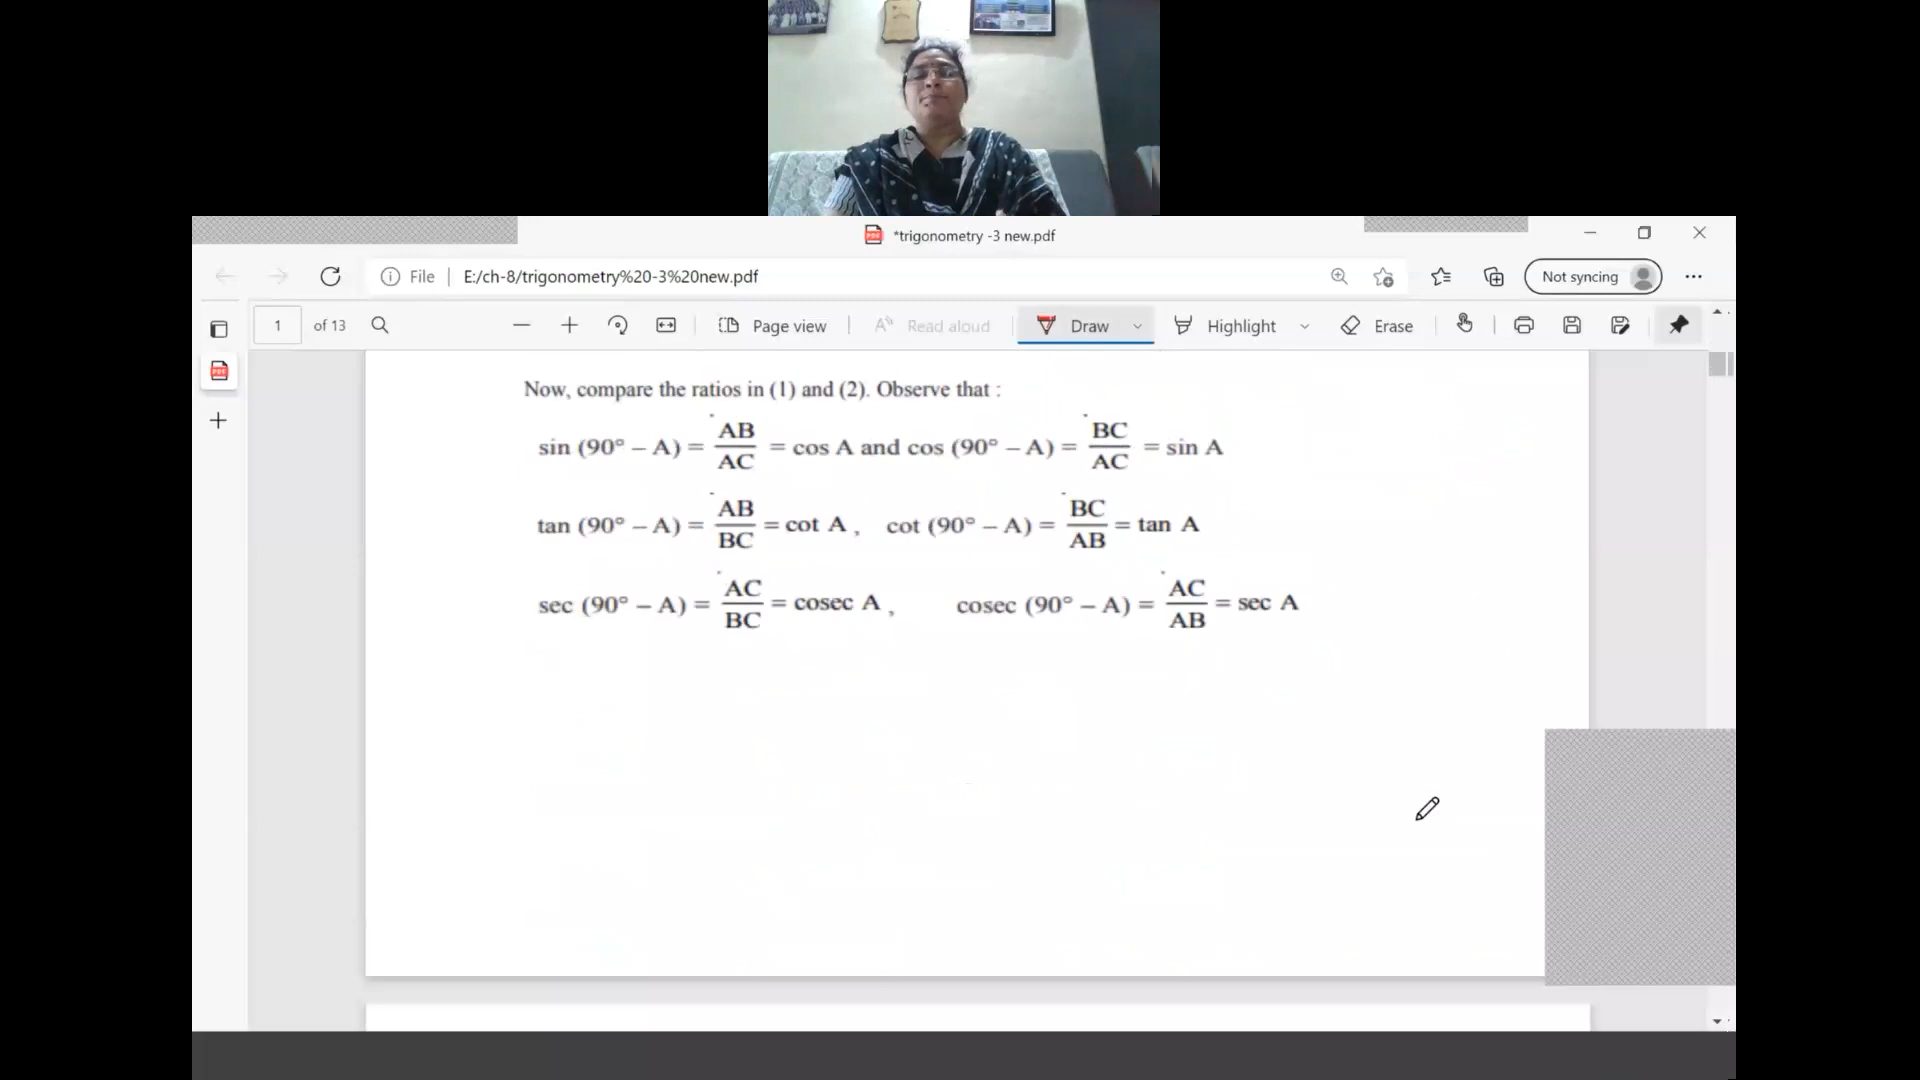 *trigonometry -3 new.pdf
File | E:/ch-8/trigonometry%20-3%20new.pdf
Not syncing
1 of 13
Page view
Read aloud
Draw
Highlight
Erase
Now, compare the ratios in (1) and (2). Observe that :
sin (90° – A) = AB/AC = cos A and cos (90° – A) = BC/AC = sin A
tan (90° – A) = AB/BC = cot A , cot (90° – A) = BC/AB = tan A
sec (90° – A) = AC/BC = cosec A , cosec (90° – A) = AC/AB = sec A